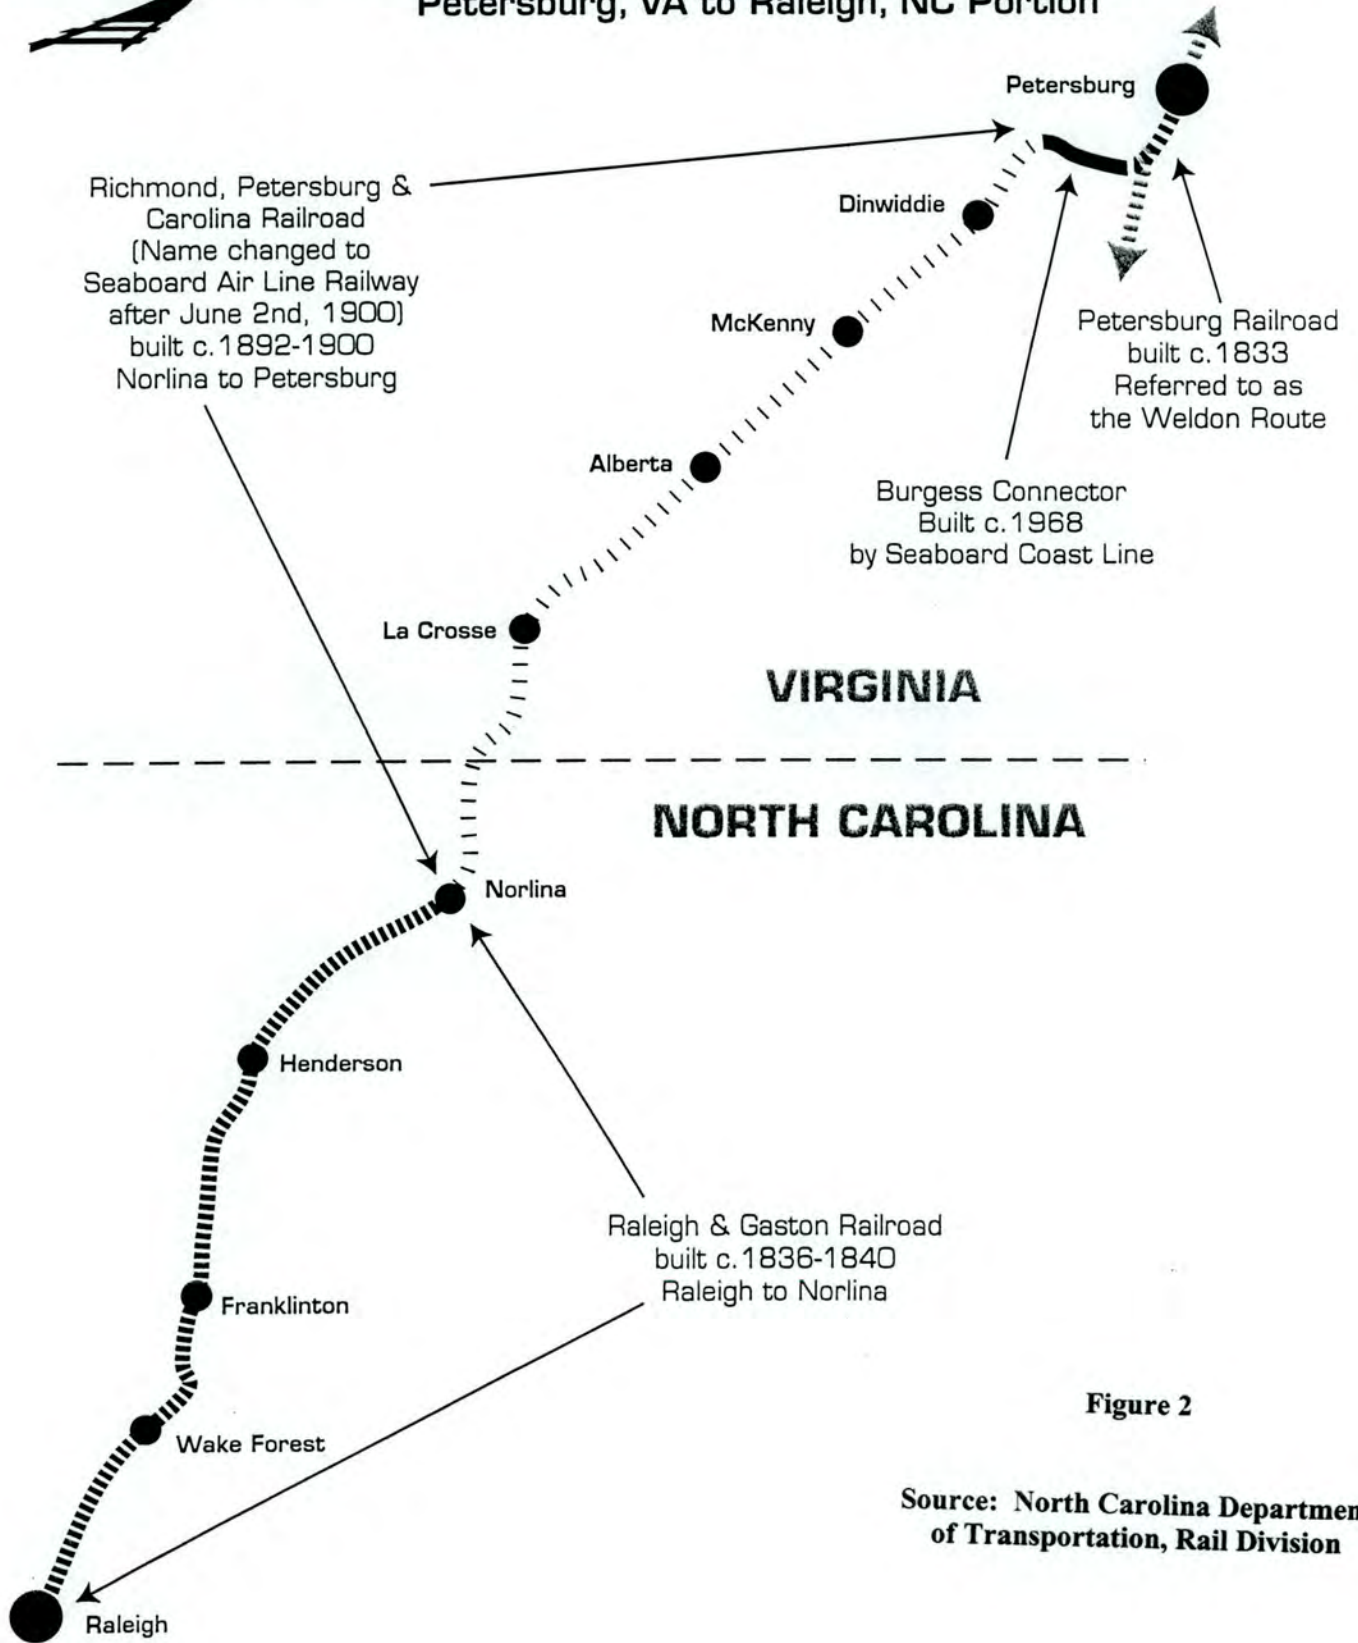 Petersburg, VA to Raleigh, NC Portion
Petersburg
Richmond, Petersburg &
Carolina Railroad
(Name changed to
Seaboard Air Line Railway
after June 2nd, 1900)
built c.1892-1900
Norlina to Petersburg
Dinwiddie
McKenny
Petersburg Railroad
built c.1833
Referred to as
the Weldon Route
Alberta
Burgess Connector
Built c.1968
by Seaboard Coast Line
La Crosse
VIRGINIA
NORTH CAROLINA
Norlina
Henderson
Raleigh & Gaston Railroad
built c.1836-1840
Raleigh to Norlina
Franklinton
Figure 2
Wake Forest
Source: North Carolina Departmen
of Transportation, Rail Division
Raleigh